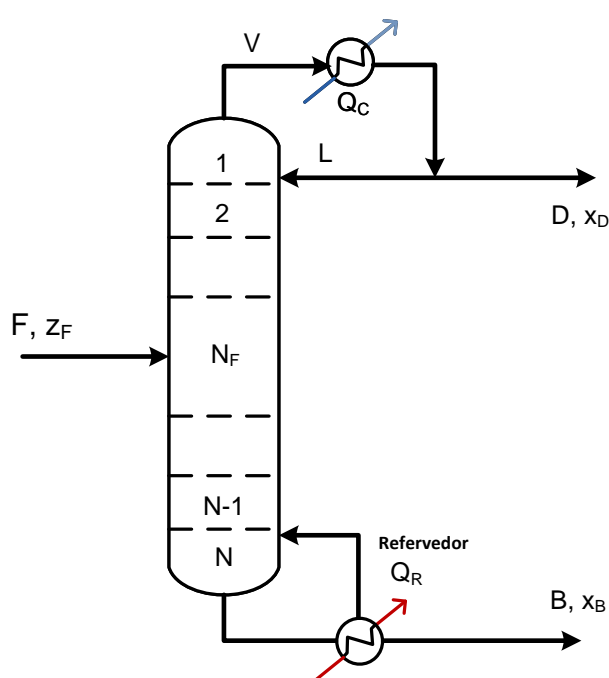 V
Q_C
1
L
2
D, x_D
F, z_F
N_F
N-1
Refervedor
N
Q_R
B, x_B